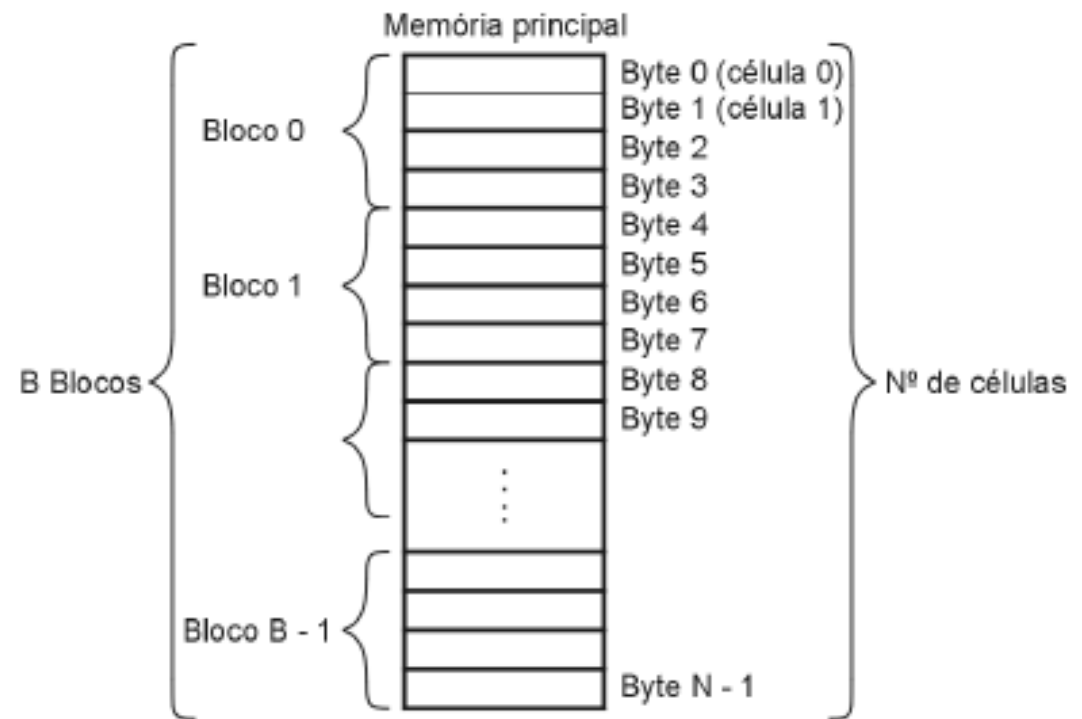 Memória principal
Byte 0 (célula 0)
Byte 1 (célula 1)
Bloco 0
Byte 2
Byte 3
Byte 4
Byte 5
Bloco 1
Byte 6
Byte 7
B Blocos
Byte 8
Nº de células
Byte 9
Bloco B - 1
Byte N - 1